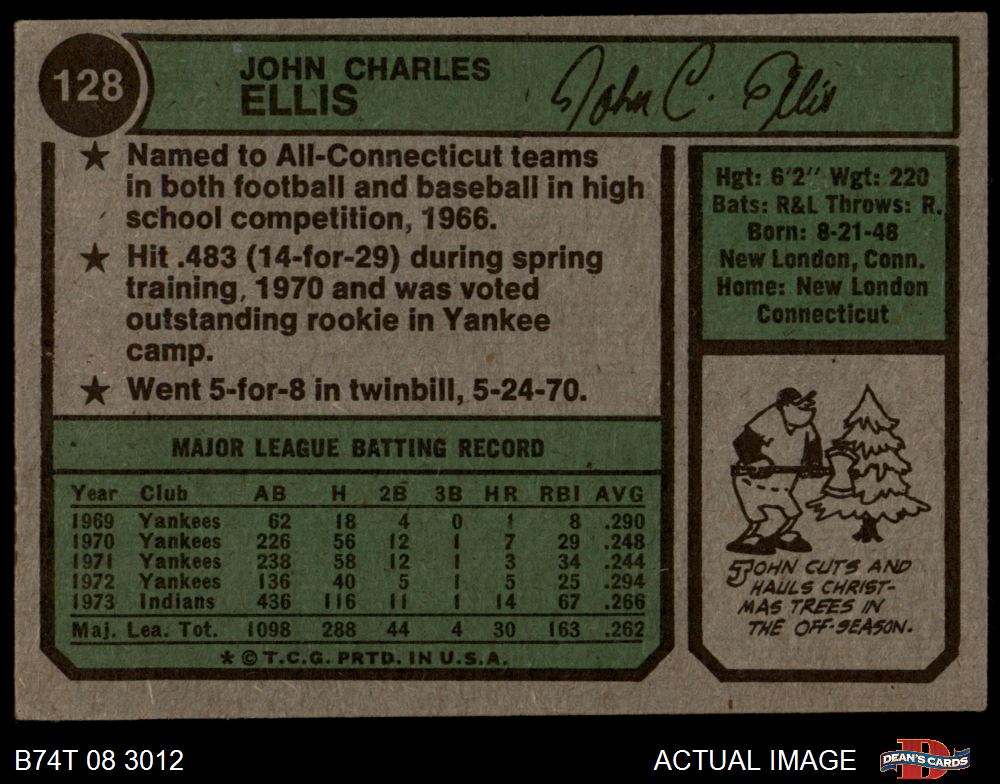 128
JOHN CHARLES
ELLIS
John C. Ellis
★ Named to All-Connecticut teams
in both football and baseball in high
school competition, 1966.
★ Hit .483 (14-for-29) during spring
training, 1970 and was voted
outstanding rookie in Yankee
camp.
★ Went 5-for-8 in twinbill, 5-24-70.
MAJOR LEAGUE BATTING RECORD
Year Club AB H 2B 3B HR RBI AVG
1969 Yankees 62 18 4 0 1 8 .290
1970 Yankees 226 56 12 1 7 29 .248
1971 Yankees 238 58 12 1 3 34 .244
1972 Yankees 136 40 5 1 5 25 .294
1973 Indians 436 116 11 1 14 67 .266
Maj. Lea. Tot. 1098 288 44 4 30 163 .262
* © T.C.G. PRTD. IN U.S.A.
Hgt: 6'2" Wgt: 220
Bats: R&L Throws: R.
Born: 8-21-48
New London, Conn.
Home: New London
Connecticut
JOHN CUTS AND
HAULS CHRIST-
MAS TREES IN
THE OFF-SEASON.
B74T 08 3012
ACTUAL IMAGE
D
DEAN'S CARDS